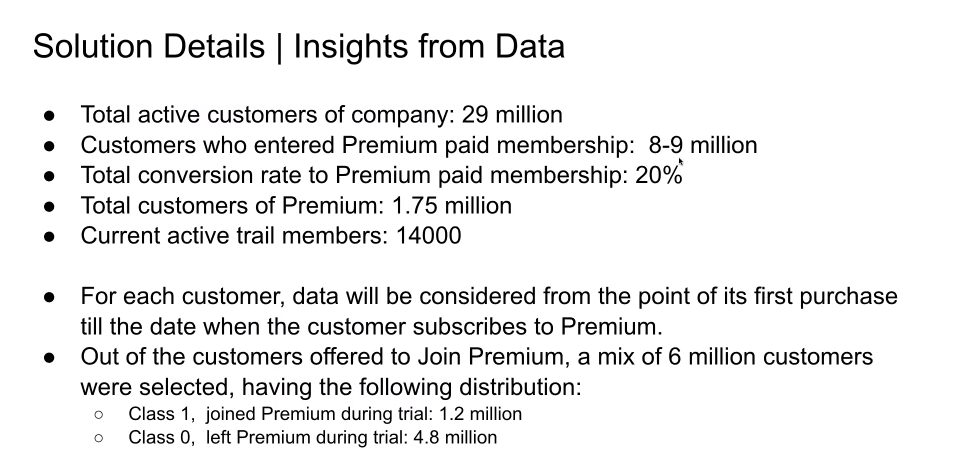 Solution Details | Insights from Data
● Total active customers of company: 29 million
● Customers who entered Premium paid membership:  8-9 million
● Total conversion rate to Premium paid membership: 20%
● Total customers of Premium: 1.75 million
● Current active trail members: 14000
● For each customer, data will be considered from the point of its first purchase
till the date when the customer subscribes to Premium.
● Out of the customers offered to Join Premium, a mix of 6 million customers
were selected, having the following distribution:
○ Class 1,  joined Premium during trial: 1.2 million
○ Class 0,  left Premium during trial: 4.8 million